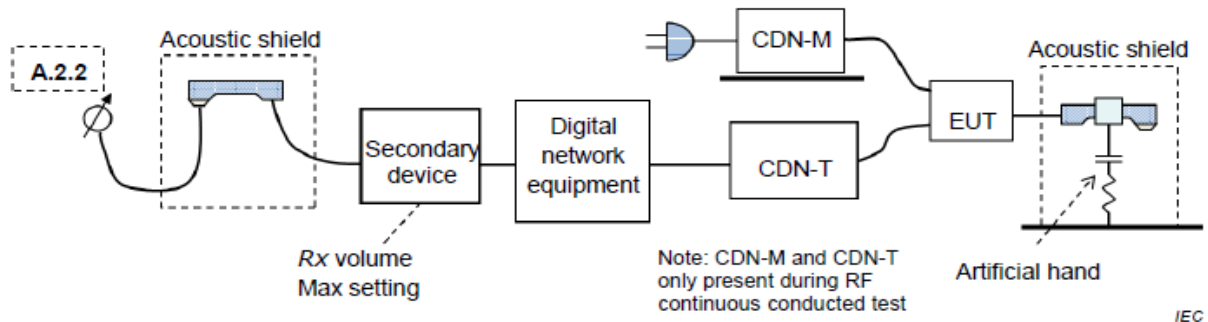 Acoustic shield
A.2.2
CDN-M
Acoustic shield
EUT
Secondary
device
Digital
network
equipment
CDN-T
Rx volume
Max setting
Note: CDN-M and CDN-T
only present during RF
continuous conducted test
Artificial hand
IEC